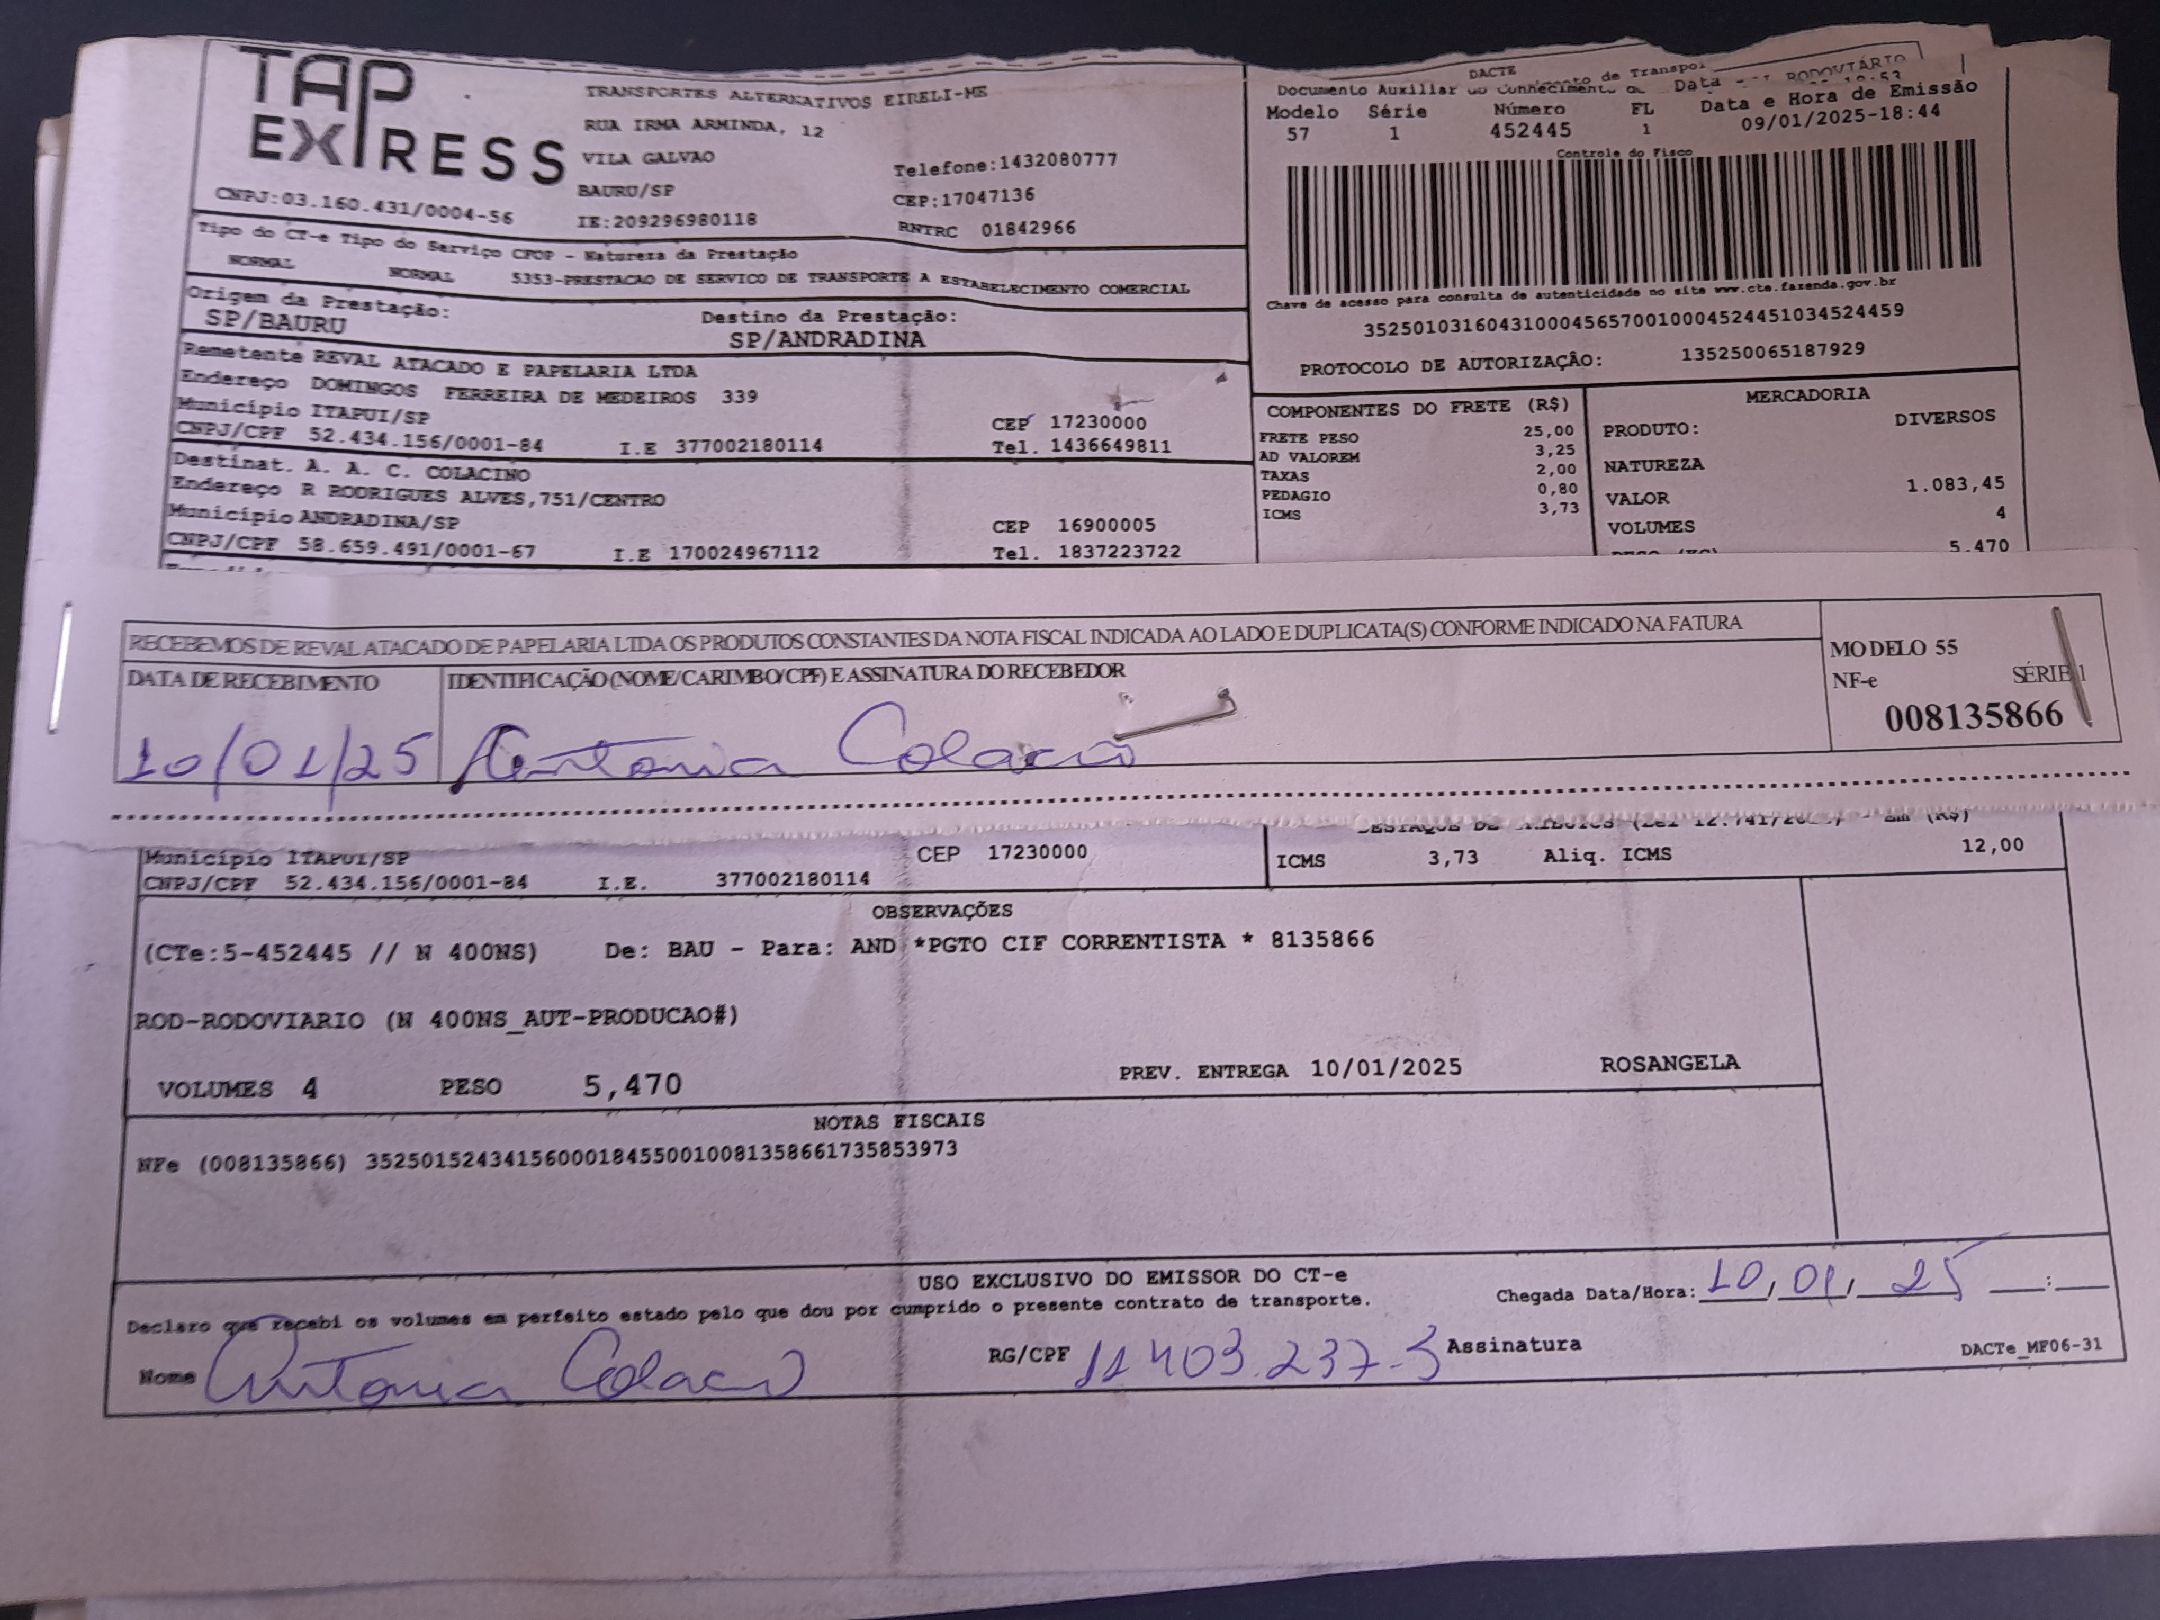 TAP
EXPRESS
TRANSPORTES ALTERNATIVOS EIRELI-ME
RUA IRMA ARMINDA, 12
VILA GALVAO
Telefone:1432080777
BAURU/SP
CEP:17047136
CNPJ:03.160.431/0004-56
IE:209296980118
RNTRC 01842966
Tipo do CT-e Tipo do Serviço CFOP - Natureza da Prestação
NORMAL NORMAL 5353-PRESTACAO DE SERVICO DE TRANSPORTE A ESTABELECIMENTO COMERCIAL
Origem da Prestação:
SP/BAURU
Destino da Prestação:
SP/ANDRADINA
Remetente REVAL ATACADO E PAPELARIA LTDA
Endereço DOMINGOS FERREIRA DE MEDEIROS 339
Município ITAPUI/SP CEP 17230000
CNPJ/CPF 52.434.156/0001-84 I.E 377002180114 Tel. 1436649811
Destinat. A. A. C. COLACINO
Endereço R RODRIGUES ALVES,751/CENTRO
Município ANDRADINA/SP CEP 16900005
CNPJ/CPF 58.659.491/0001-67 I.E 170024967112 Tel. 1837223722
DACTE
Documento Auxiliar do Conhecimento de Transpor
Data RODOVIÁRIO
Modelo Série Número FL Data e Hora de Emissão
57 1 452445 1 09/01/2025-18:44
Controle do Fisco
Chave de acesso para consulta de autenticidade no site www.cte.fazenda.gov.br
35250103160431000456570010004524451034524459
PROTOCOLO DE AUTORIZAÇÃO: 135250065187929
COMPONENTES DO FRETE (R$)
FRETE PESO 25,00
AD VALOREM 3,25
TAXAS 2,00
PEDAGIO 0,80
ICMS 3,73
MERCADORIA
PRODUTO: DIVERSOS
NATUREZA
VALOR 1.083,45
VOLUMES 4
5,470
RECEBEMOS DE REVAL ATACADO DE PAPELARIA LTDA OS PRODUTOS CONSTANTES DA NOTA FISCAL INDICADA AO LADO E DUPLICATA(S) CONFORME INDICADO NA FATURA
DATA DE RECEBIMENTO
IDENTIFICAÇÃO (NOME/CARIMBO/CPF) E ASSINATURA DO RECEBEDOR
10/01/25 Antonia Colacino
MODELO 55
NF-e SÉRIE 1
008135866
Município ITAPUI/SP CEP 17230000
CNPJ/CPF 52.434.156/0001-84 I.E. 377002180114
ICMS 3,73 Aliq. ICMS 12,00
OBSERVAÇÕES
(CTe:5-452445 // N 400NS) De: BAU - Para: AND *PGTO CIF CORRENTISTA * 8135866
ROD-RODOVIARIO (N 400NS_AUT-PRODUCAO#)
VOLUMES 4 PESO 5,470 PREV. ENTREGA 10/01/2025 ROSANGELA
NOTAS FISCAIS
NFe (008135866) 35250152434156000184550010081358661735853973
USO EXCLUSIVO DO EMISSOR DO CT-e
Declaro que recebi os volumes em perfeito estado pelo que dou por cumprido o presente contrato de transporte.
Chegada Data/Hora: 10/01/25 __:__
Nome Antonia Colacino RG/CPF 11403.237-3 Assinatura
DACTe_MF06-31